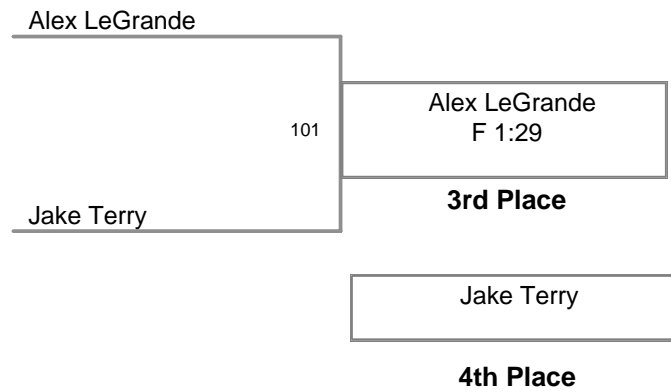 Alex LeGrande
101
Alex LeGrande
F 1:29
3rd Place
Jake Terry
Jake Terry
4th Place